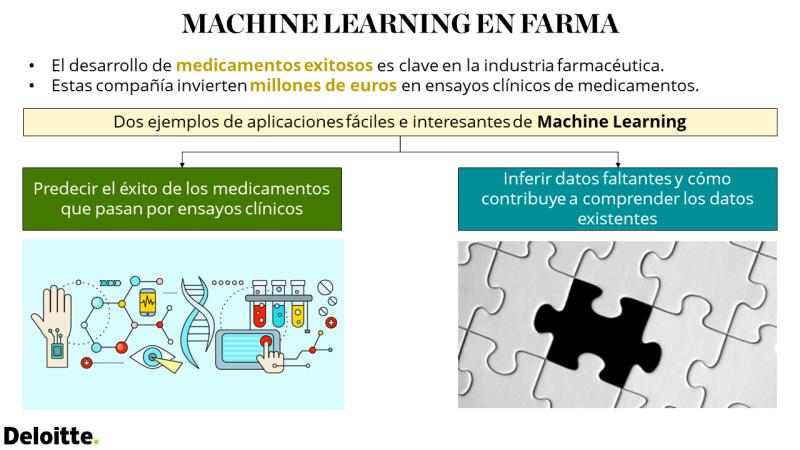 MACHINE LEARNING EN FARMA
• El desarrollo de medicamentos exitosos es clave en la industria farmacéutica.
• Estas compañía invierten millones de euros en ensayos clínicos de medicamentos.
Dos ejemplos de aplicaciones fáciles e interesantes de Machine Learning
Predecir el éxito de los medicamentos
que pasan por ensayos clínicos
Inferir datos faltantes y cómo
contribuye a comprender los datos
existentes
Deloitte.